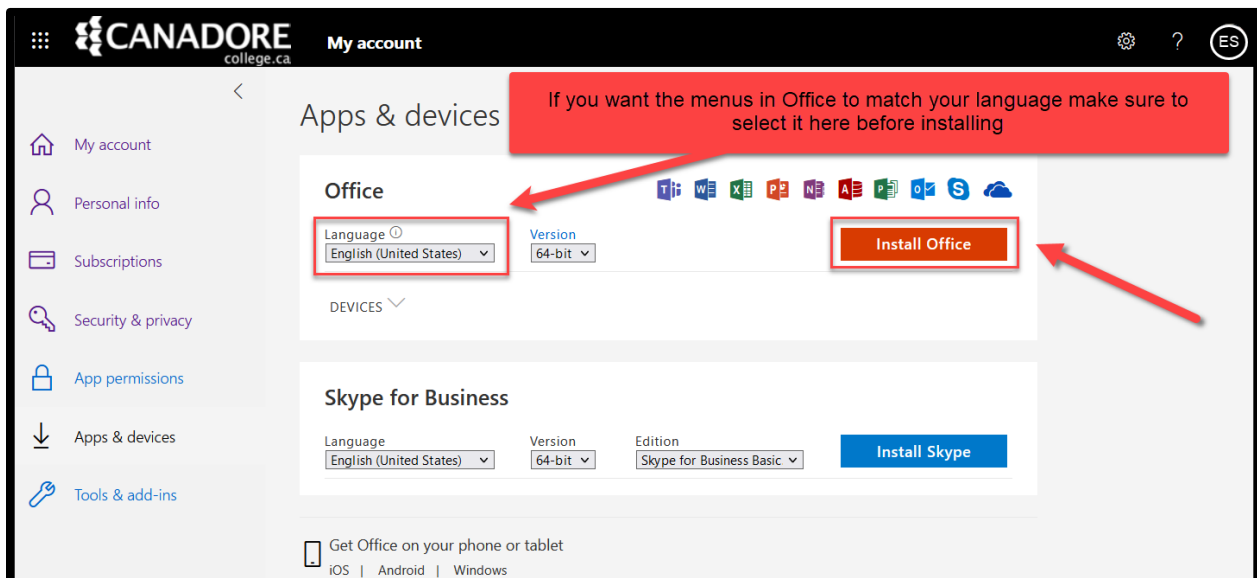 CANADORE
college.ca
My account
?
ES
If you want the menus in Office to match your language make sure to
select it here before installing
Apps & devices
My account
Personal info
Subscriptions
Security & privacy
App permissions
Apps & devices
Tools & add-ins
Office
Language
Version
English (United States)
64-bit
Install Office
DEVICES
Skype for Business
Language
Version
Edition
English (United States)
64-bit
Skype for Business Basic
Install Skype
Get Office on your phone or tablet
iOS | Android | Windows